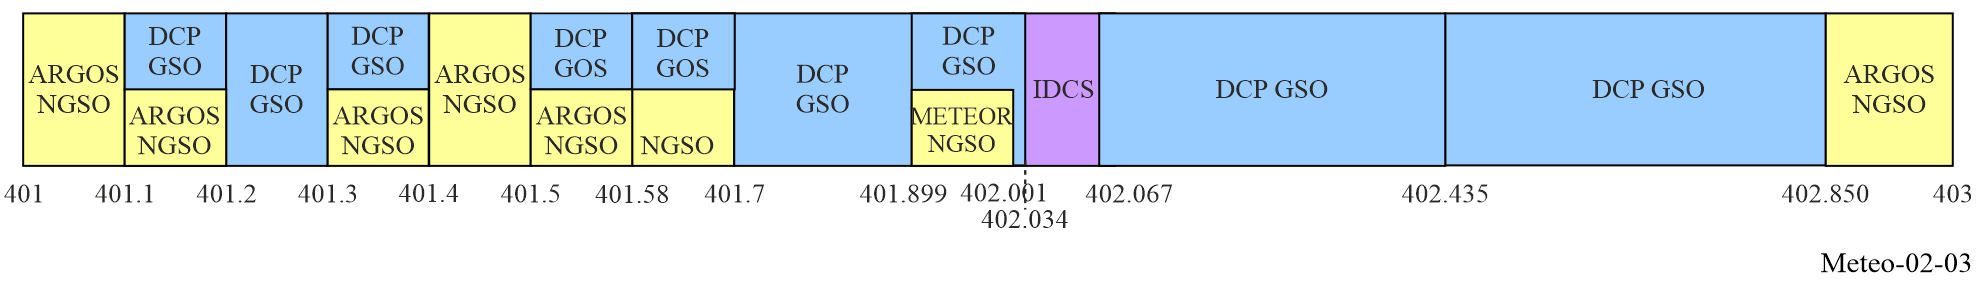 ARGOS
NGSO
DCP
GSO
ARGOS
NGSO
DCP
GSO
DCP
GSO
ARGOS
NGSO
ARGOS
NGSO
DCP
GOS
ARGOS
NGSO
DCP
GOS
NGSO
DCP
GSO
DCP
GSO
METEOR
NGSO
IDCS
DCP GSO
DCP GSO
ARGOS
NGSO
401 401.1 401.2 401.3 401.4 401.5 401.58 401.7 401.899 402.001 402.067 402.435 402.850 403
402.034
Meteo-02-03